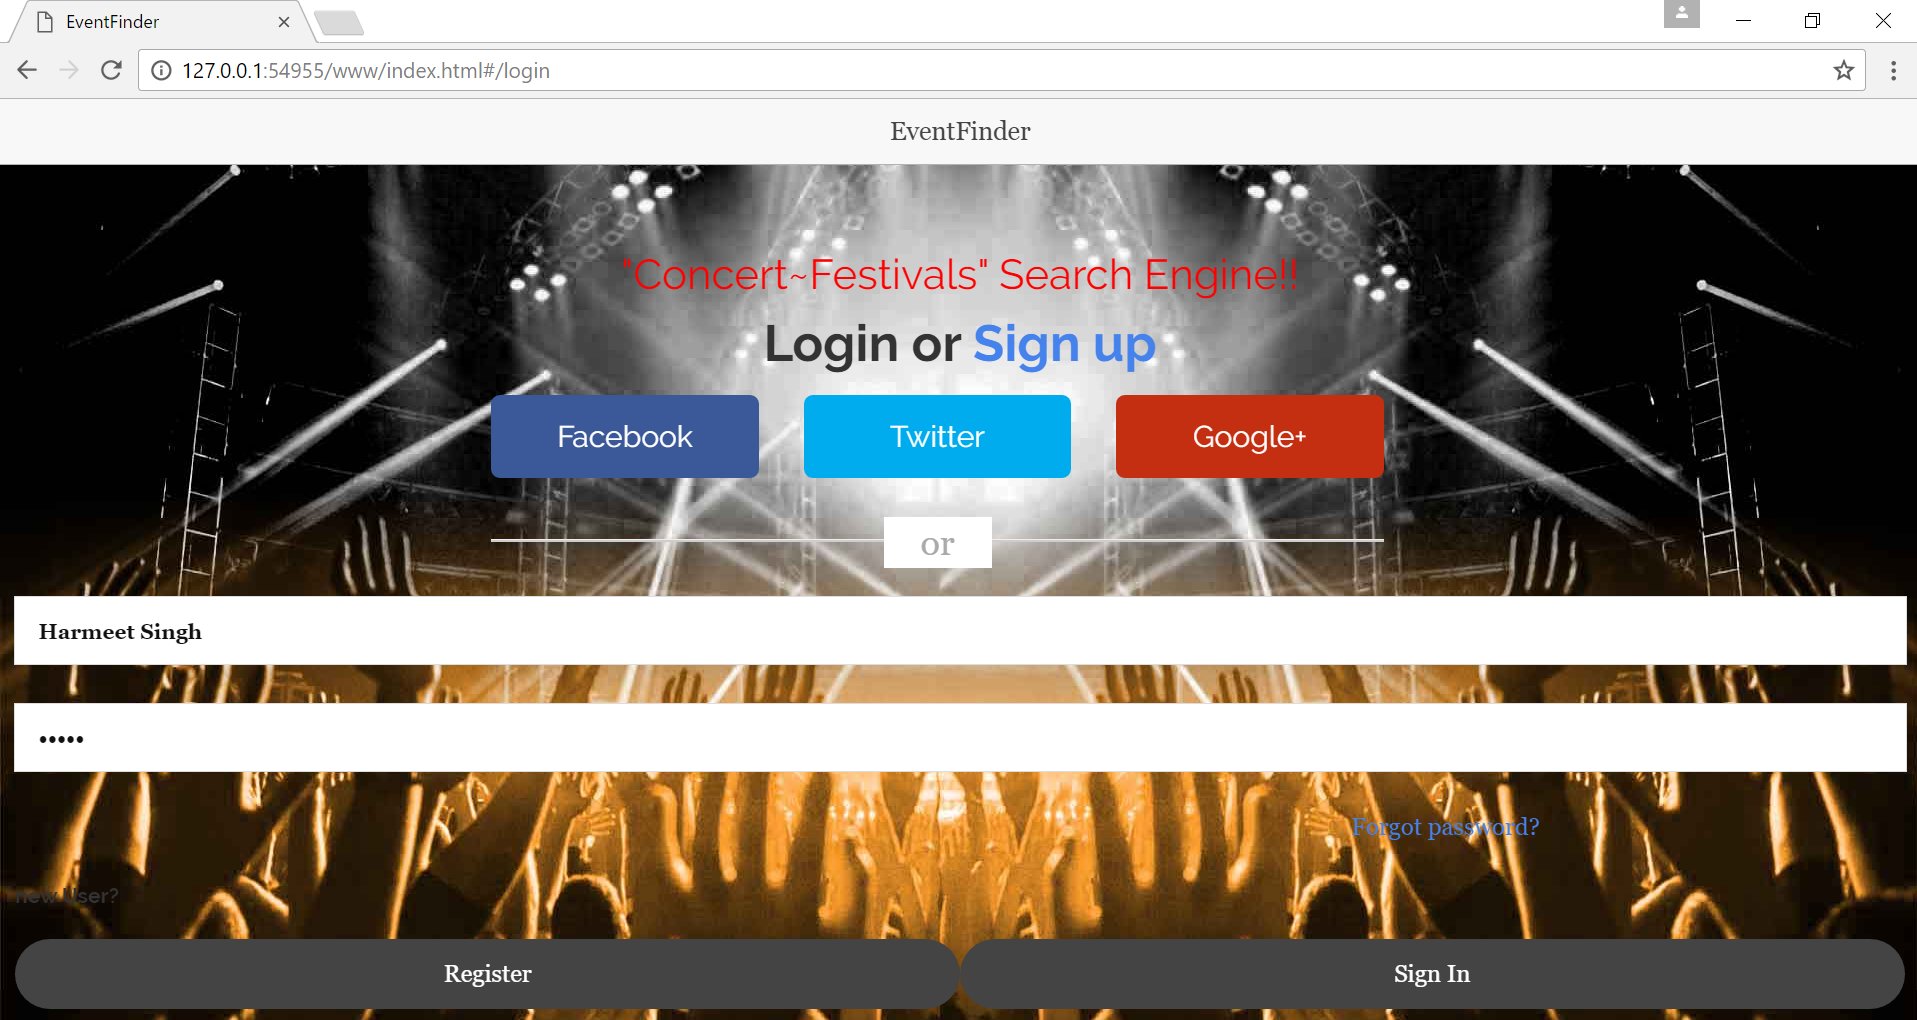 EventFinder
127.0.0.1:54955/www/index.html#/login
EventFinder
"Concert~Festivals" Search Engine!!
Login or Sign up
Facebook Twitter Google+
or
Harmeet Singh
•••••
Forgot password?
new User?
Register Sign In